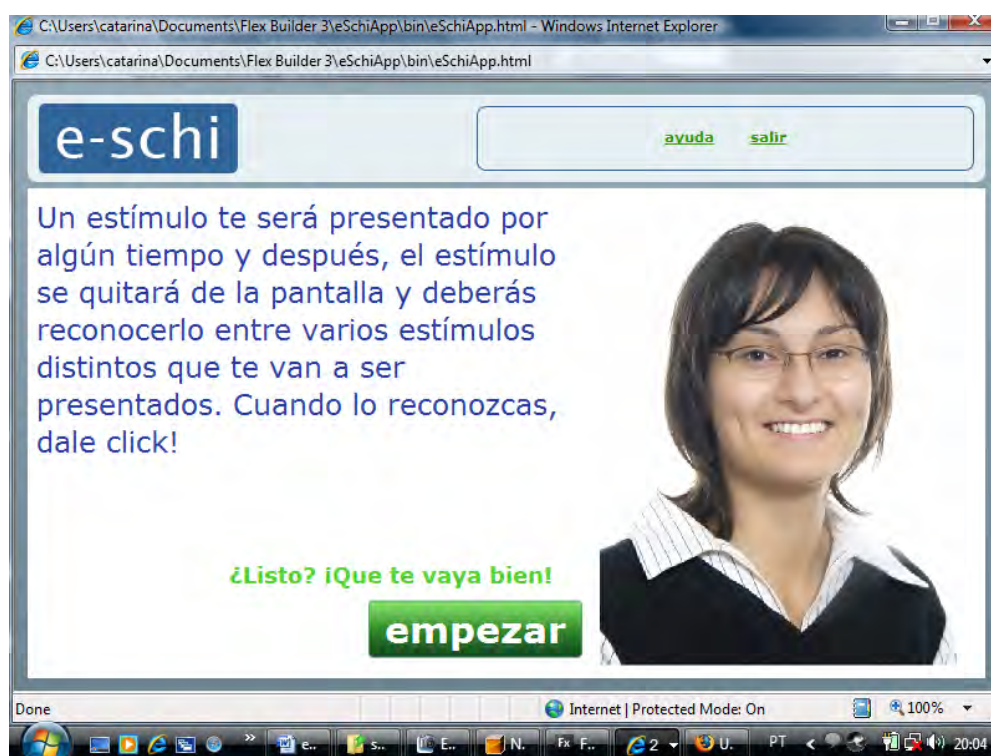 C:\Users\catarina\Documents\Flex Builder 3\eSchiApp\bin\eSchiApp.html - Windows Internet Explorer
C:\Users\catarina\Documents\Flex Builder 3\eSchiApp\bin\eSchiApp.html
e-schi
ayuda salir
Un estímulo te será presentado por
algún tiempo y después, el estímulo
se quitará de la pantalla y deberás
reconocerlo entre varios estímulos
distintos que te van a ser
presentados. Cuando lo reconozcas,
dale click!
¿Listo? ¡Que te vaya bien!
empezar
Done Internet | Protected Mode: On 100%
e.. s.. E.. N. Fx F.. 2 U. PT 20:04